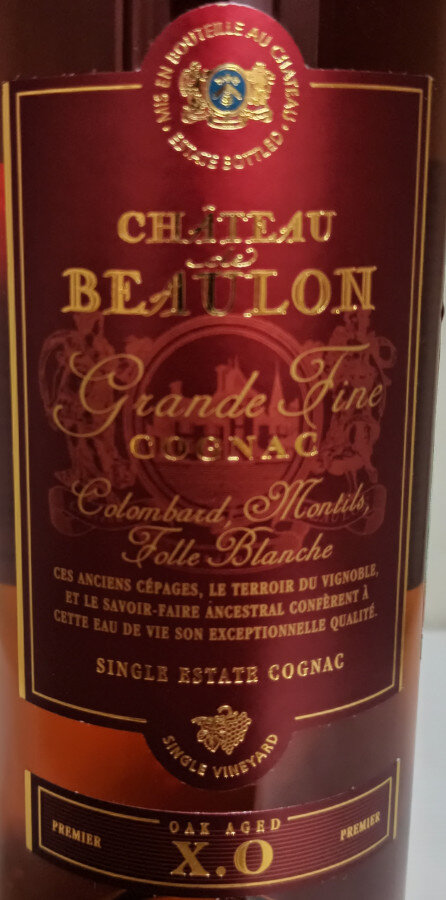 MIS EN BOUTEILLE AU CHATEAU
ESTATE BOTTLED
CHÂTEAU
de
BEAULON
Grande Fine
COGNAC
Colombard, Montils,
Folle Blanche
CES ANCIENS CÉPAGES, LE TERROIR DU VIGNOBLE,
ET LE SAVOIR-FAIRE ANCESTRAL CONFÈRENT À
CETTE EAU DE VIE SON EXCEPTIONNELLE QUALITÉ.
SINGLE ESTATE COGNAC
SINGLE VINEYARD
OAK AGED
PREMIER X.O PREMIER